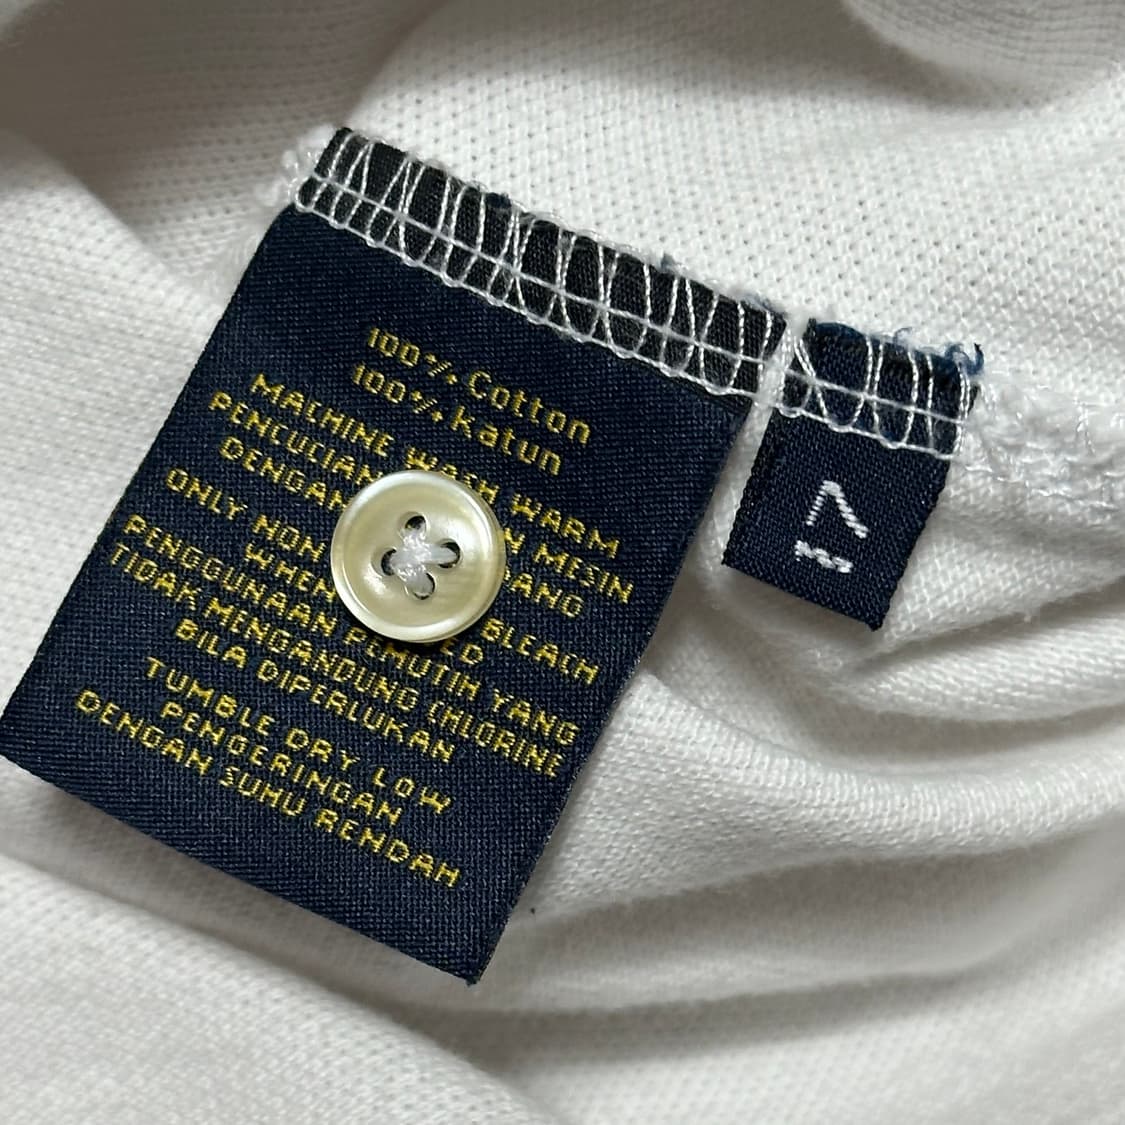 100% Cotton
100% Katun
MACHINE WASH WARM
PENCUCIAN MESIN
DENGAN
ONLY NON BLEACH
WHEN
PENGGUNAAN PEMUTIH YANG
TIDAK MENGANDUNG CHLORINE
BILA DIPERLUKAN
TUMBLE DRY LOW
PENGERINGAN
DENGAN SUHU RENDAH